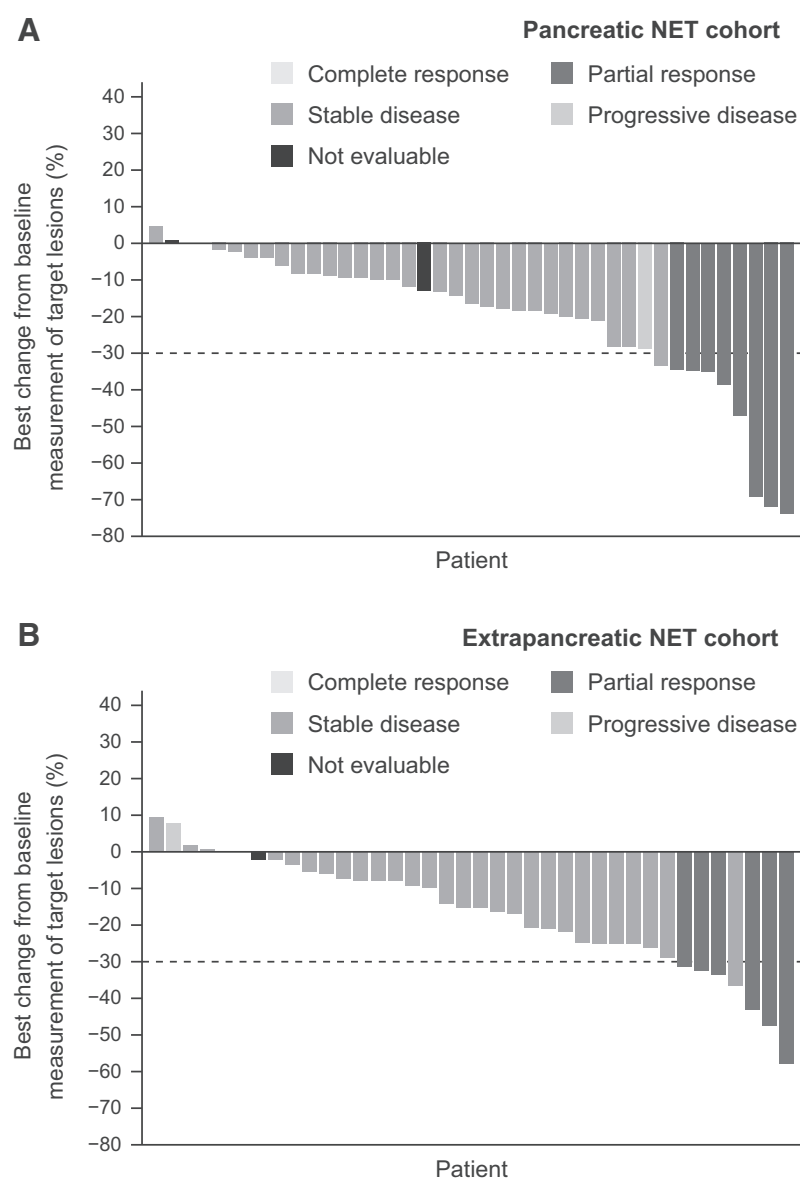 A
Pancreatic NET cohort
Complete response
Partial response
Stable disease
Progressive disease
Not evaluable
Best change from baseline
measurement of target lesions (%)
40
30
20
10
0
−10
−20
−30
−40
−50
−60
−70
−80
Patient
B
Extrapancreatic NET cohort
Complete response
Partial response
Stable disease
Progressive disease
Not evaluable
Best change from baseline
measurement of target lesions (%)
40
30
20
10
0
−10
−20
−30
−40
−50
−60
−70
−80
Patient